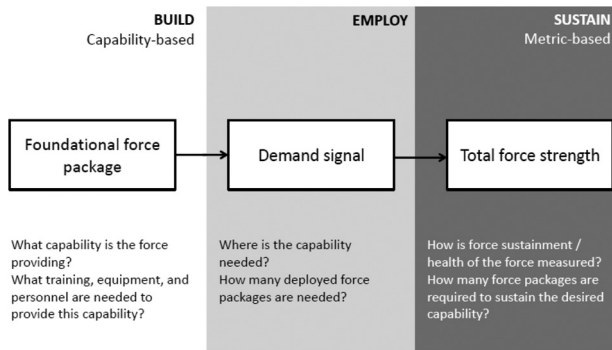 BUILD
Capability-based
EMPLOY
SUSTAIN
Metric-based
Foundational force
package
Demand signal
Total force strength
What capability is the force
providing?
What training, equipment, and
personnel are needed to
provide this capability?
Where is the capability
needed?
How many deployed force
packages are needed?
How is force sustainment /
health of the force measured?
How many force packages are
required to sustain the desired
capability?